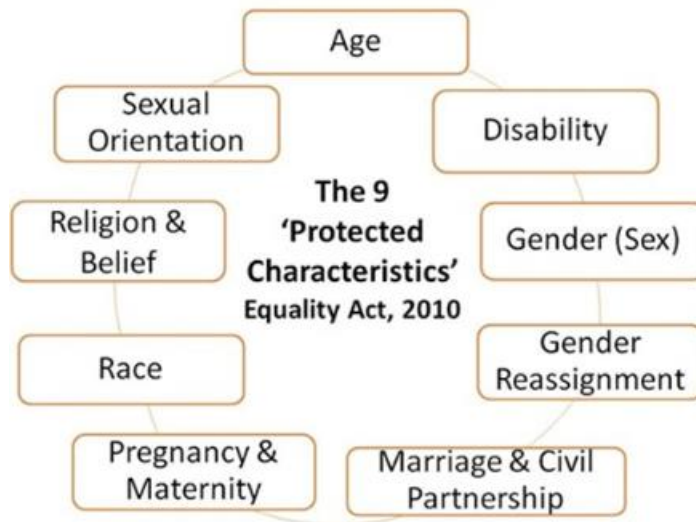 Age
Disability
Gender (Sex)
Gender
Reassignment
Marriage & Civil
Partnership
Pregnancy &
Maternity
Race
Religion &
Belief
Sexual
Orientation
The 9
‘Protected
Characteristics’
Equality Act, 2010